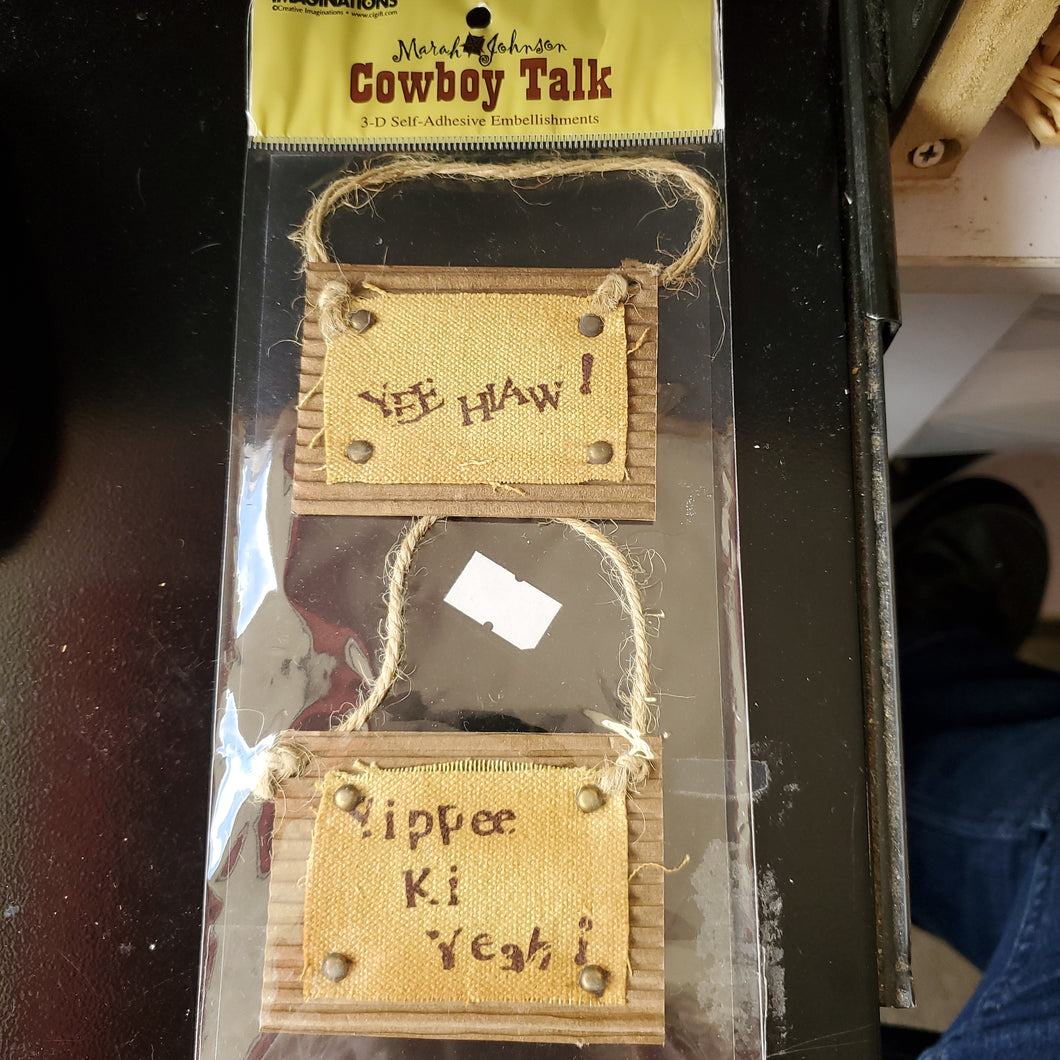 IMAGINATIONS
©Creative Imaginations • www.cigift.com
Marah Johnson
Cowboy Talk
3-D Self-Adhesive Embellishments
YEE HAW!
Yippee
Ki
Yeah!